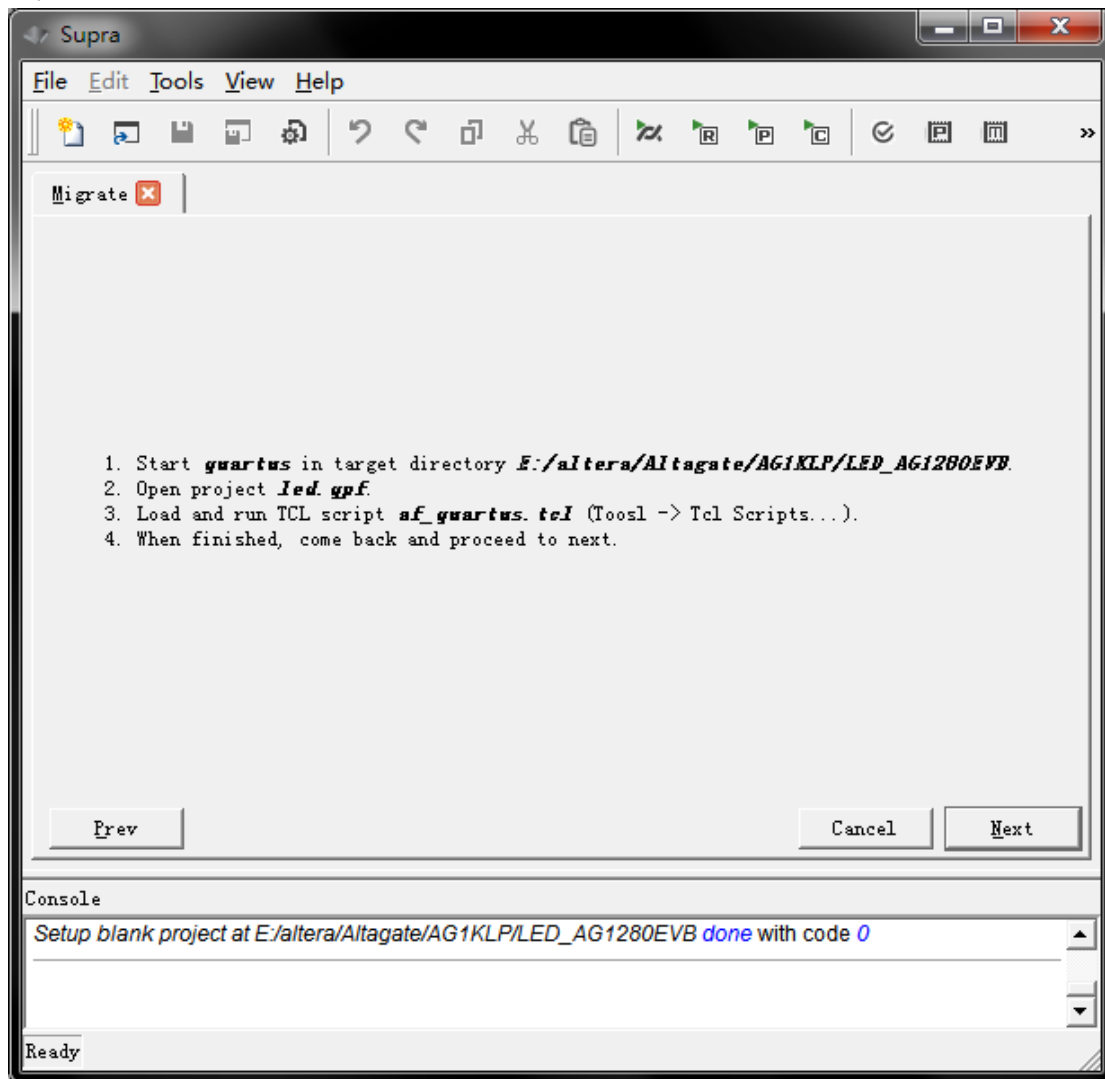 Supra
File Edit Tools View Help
R P C P m »
Migrate
1. Start quartus in target directory E:/altera/Altagate/AG1KLP/LED_AG1280EVB.
2. Open project led.qpf.
3. Load and run TCL script af_quartus.tcl (Toosl -> Tcl Scripts...).
4. When finished, come back and proceed to next.
Prev Cancel Next
Console
Setup blank project at E:/altera/Altagate/AG1KLP/LED_AG1280EVB done with code 0
Ready